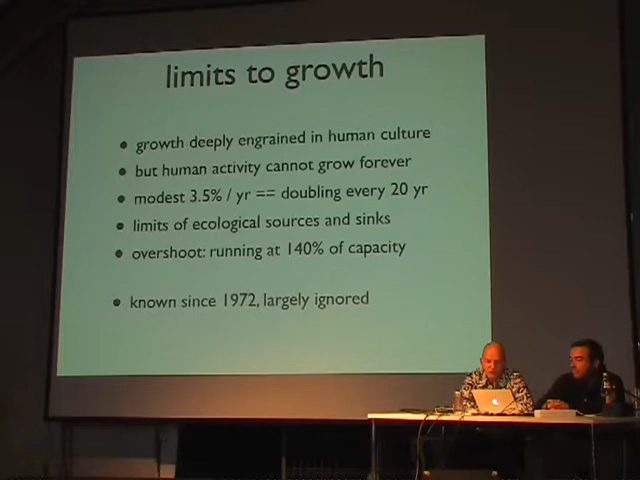 limits to growth
• growth deeply engrained in human culture
• but human activity cannot grow forever
• modest 3.5% / yr == doubling every 20 yr
• limits of ecological sources and sinks
• overshoot: running at 140% of capacity
• known since 1972, largely ignored